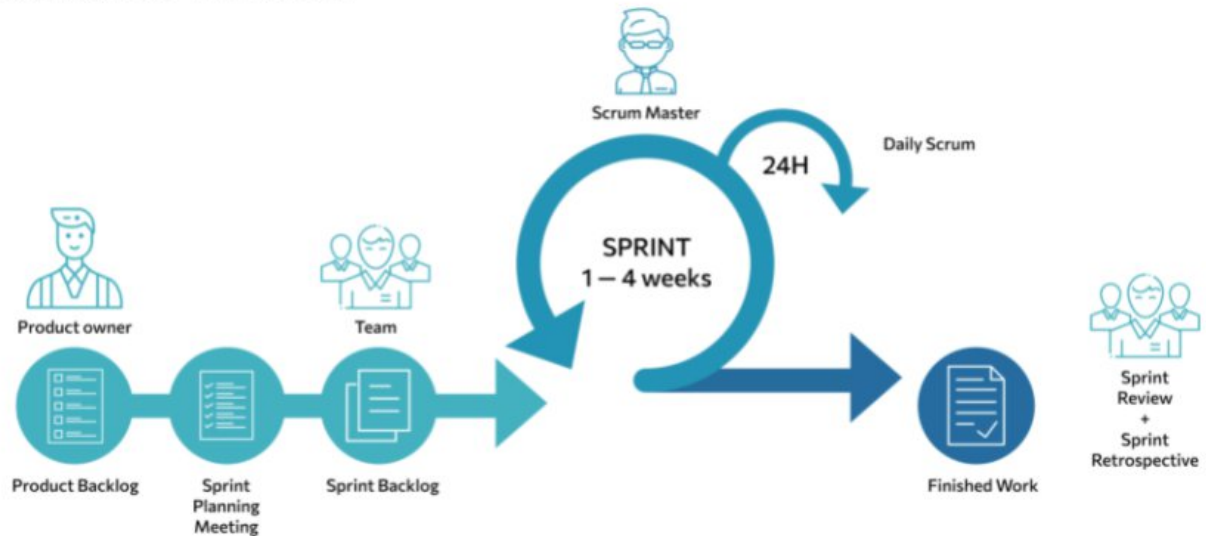 Scrum Master
Daily Scrum
24H
SPRINT
1 — 4 weeks
Product owner
Team
Product Backlog
Sprint
Planning
Meeting
Sprint Backlog
Finished Work
Sprint
Review
+
Sprint
Retrospective